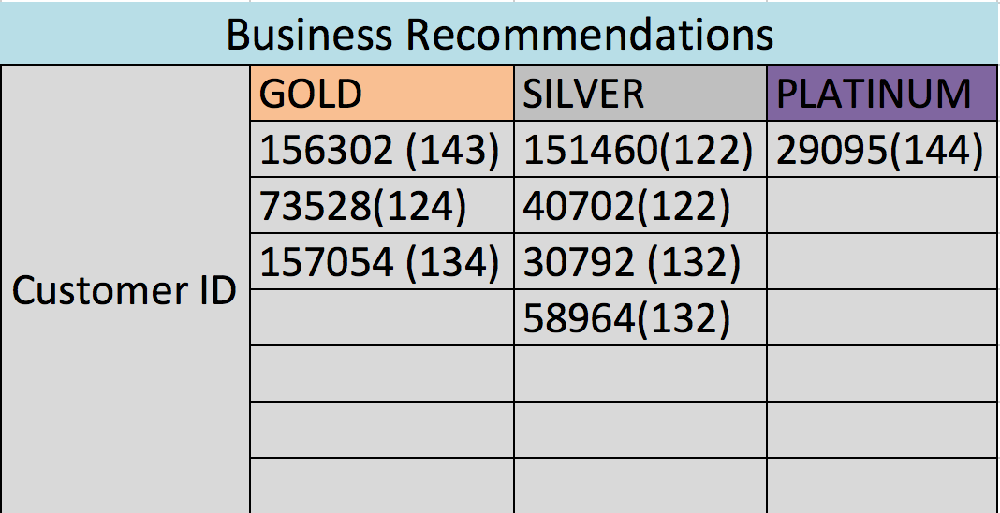 Business Recommendations
GOLD SILVER PLATINUM
156302 (143) 151460(122) 29095(144)
73528(124) 40702(122)
157054 (134) 30792 (132)
Customer ID
58964(132)